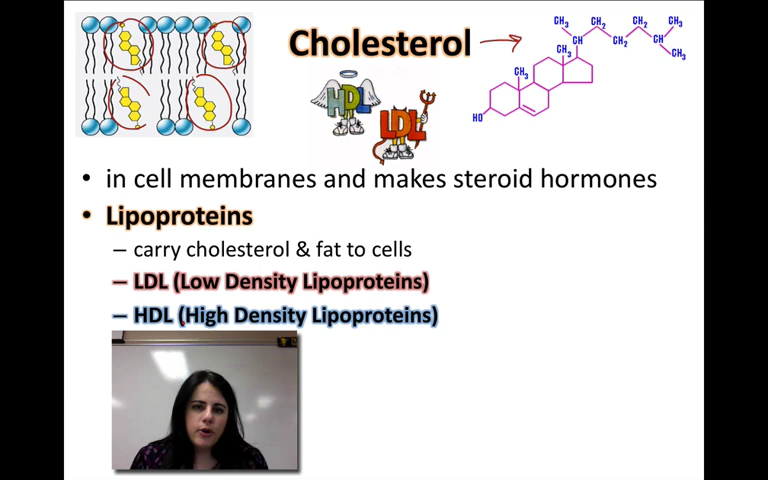 Cholesterol
CH₃
CH₂
CH₂
CH₃
CH
CH₂
CH
CH₃
CH₃
CH₃
HO
HDL
LDL
• in cell membranes and makes steroid hormones
• Lipoproteins
– carry cholesterol & fat to cells
– LDL (Low Density Lipoproteins)
– HDL (High Density Lipoproteins)